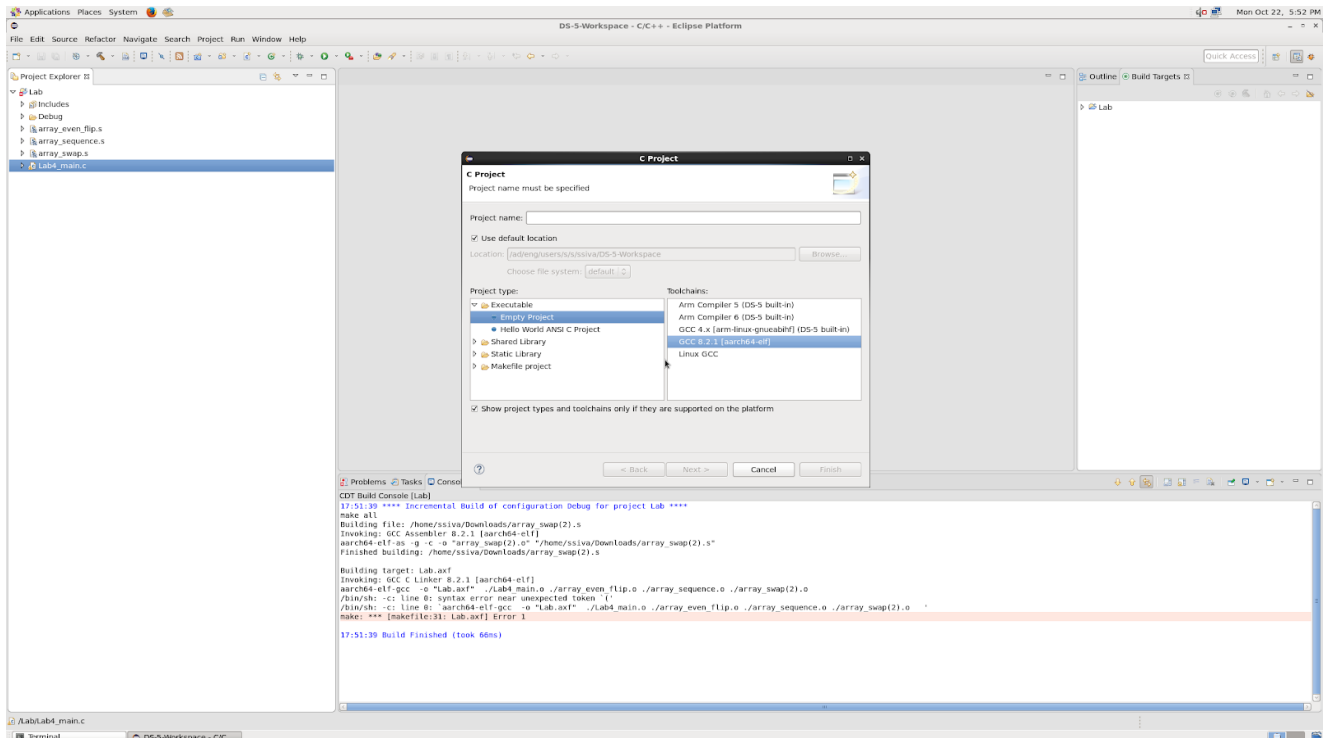 Applications Places System Mon Oct 22, 5:52 PM
DS-5-Workspace - C/C++ - Eclipse Platform
File Edit Source Refactor Navigate Search Project Run Window Help
Quick Access
Project Explorer
Lab
Includes
Debug
array_even_flip.s
array_sequence.s
array_swap.s
Lab4_main.c
Outline Build Targets
Lab
C Project
C Project
Project name must be specified
Project name:
Use default location
Location: /ad/eng/users/s/s/ssiva/DS-5-Workspace Browse...
Choose file system: default
Project type:
Executable
Empty Project
Hello World ANSI C Project
Shared Library
Static Library
Makefile project
Toolchains:
Arm Compiler 5 (DS-5 built-in)
Arm Compiler 6 (DS-5 built-in)
GCC 4.x [arm-linux-gnueabihf] (DS-5 built-in)
GCC 8.2.1 [aarch64-elf]
Linux GCC
Show project types and toolchains only if they are supported on the platform
? < Back Next > Cancel Finish
Problems Tasks Conso
CDT Build Console [Lab]
17:51:39 **** Incremental Build of configuration Debug for project Lab ****
make all
Building file: /home/ssiva/Downloads/array_swap(2).s
Invoking: GCC Assembler 8.2.1 [aarch64-elf]
aarch64-elf-as -g -c -o "array_swap(2).o" "/home/ssiva/Downloads/array_swap(2).s"
Finished building: /home/ssiva/Downloads/array_swap(2).s
Building target: Lab.axf
Invoking: GCC C Linker 8.2.1 [aarch64-elf]
aarch64-elf-gcc -o "Lab.axf" ./Lab4_main.o ./array_even_flip.o ./array_sequence.o ./array_swap(2).o
/bin/sh: -c: line 0: syntax error near unexpected token `('
/bin/sh: -c: line 0: `aarch64-elf-gcc -o "Lab.axf" ./Lab4_main.o ./array_even_flip.o ./array_sequence.o ./array_swap(2).o '
make: *** [makefile:31: Lab.axf] Error 1
17:51:39 Build Finished (took 66ms)
/Lab/Lab4_main.c
Terminal DS-5-Workspace - C/C